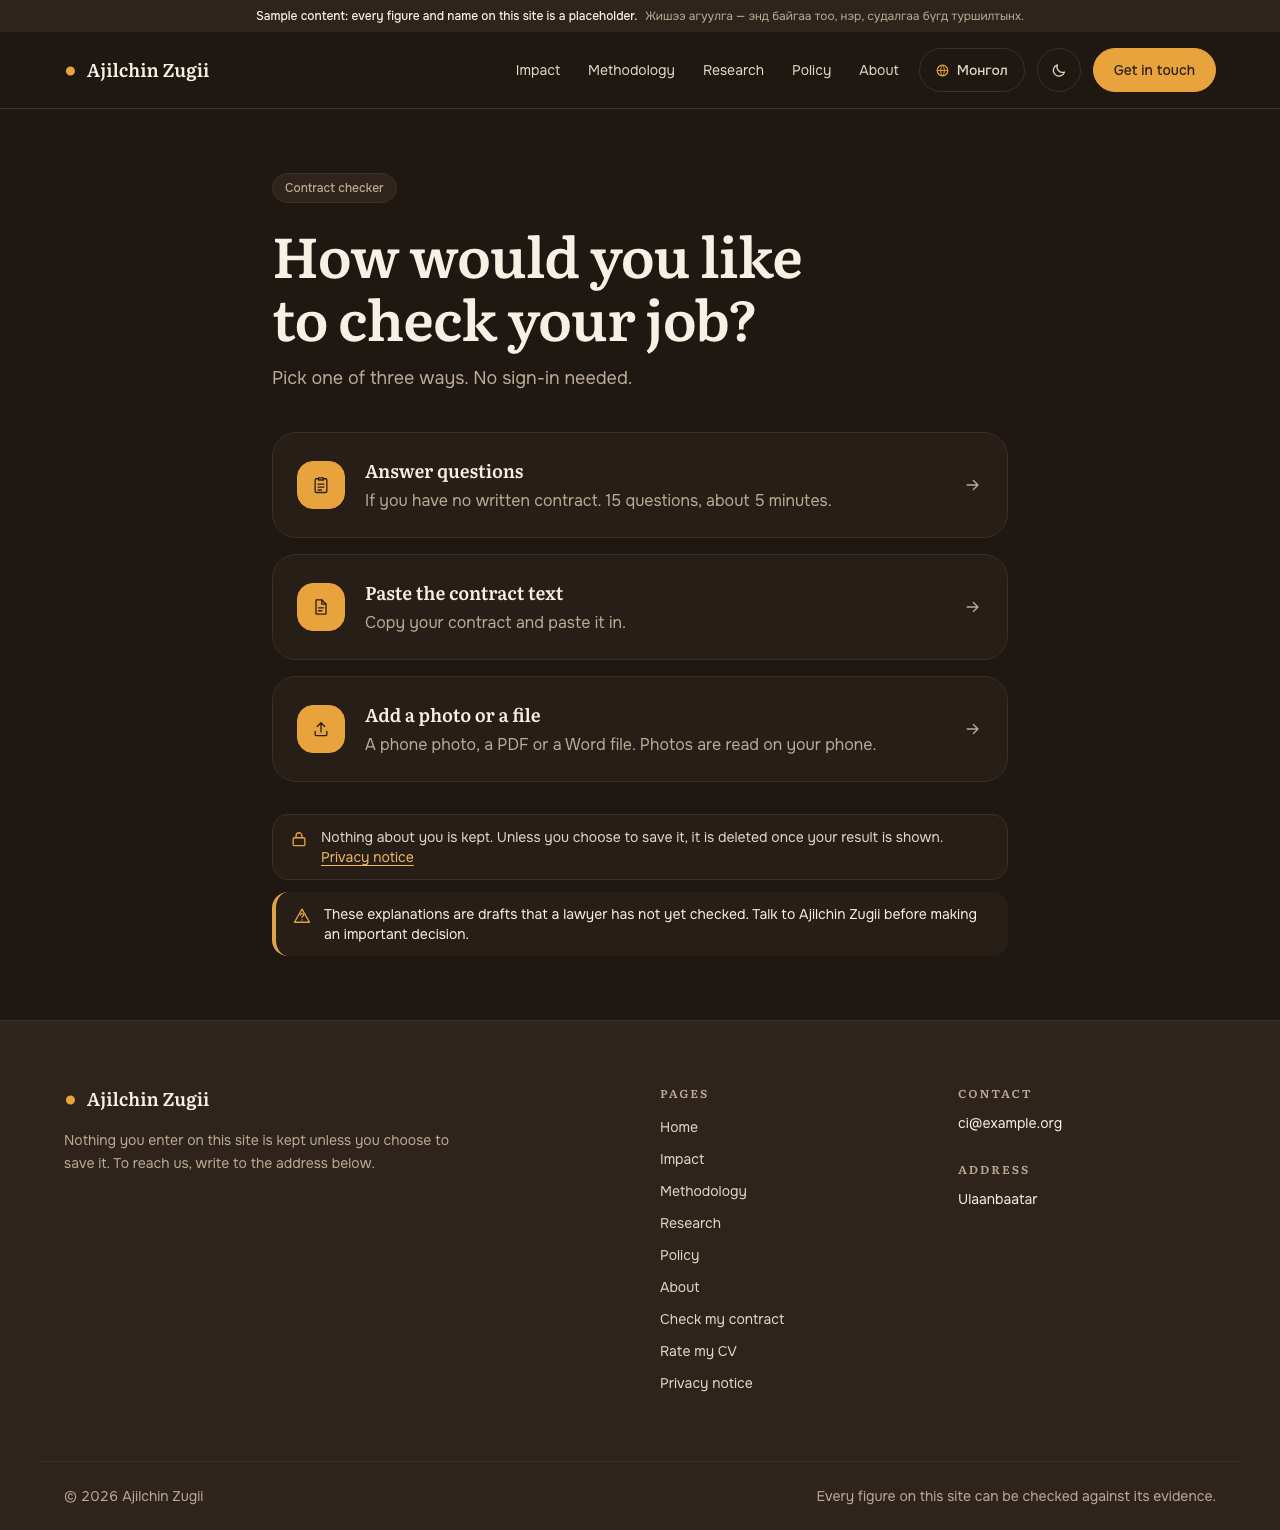 Sample content: every figure and name on this site is a placeholder. Жишээ агуулга — энд байгаа тоо, нэр, судалгаа бүгд туршилтынх.
Ajilchin Zugii
Impact
Methodology
Research
Policy
About
Монгол
Get in touch
Contract checker
How would you like
to check your job?
Pick one of three ways. No sign-in needed.
Answer questions
If you have no written contract. 15 questions, about 5 minutes.
Paste the contract text
Copy your contract and paste it in.
Add a photo or a file
A phone photo, a PDF or a Word file. Photos are read on your phone.
Nothing about you is kept. Unless you choose to save it, it is deleted once your result is shown.
Privacy notice
These explanations are drafts that a lawyer has not yet checked. Talk to Ajilchin Zugii before making
an important decision.
Ajilchin Zugii
Nothing you enter on this site is kept unless you choose to
save it. To reach us, write to the address below.
PAGES
Home
Impact
Methodology
Research
Policy
About
Check my contract
Rate my CV
Privacy notice
CONTACT
ci@example.org
ADDRESS
Ulaanbaatar
© 2026 Ajilchin Zugii
Every figure on this site can be checked against its evidence.